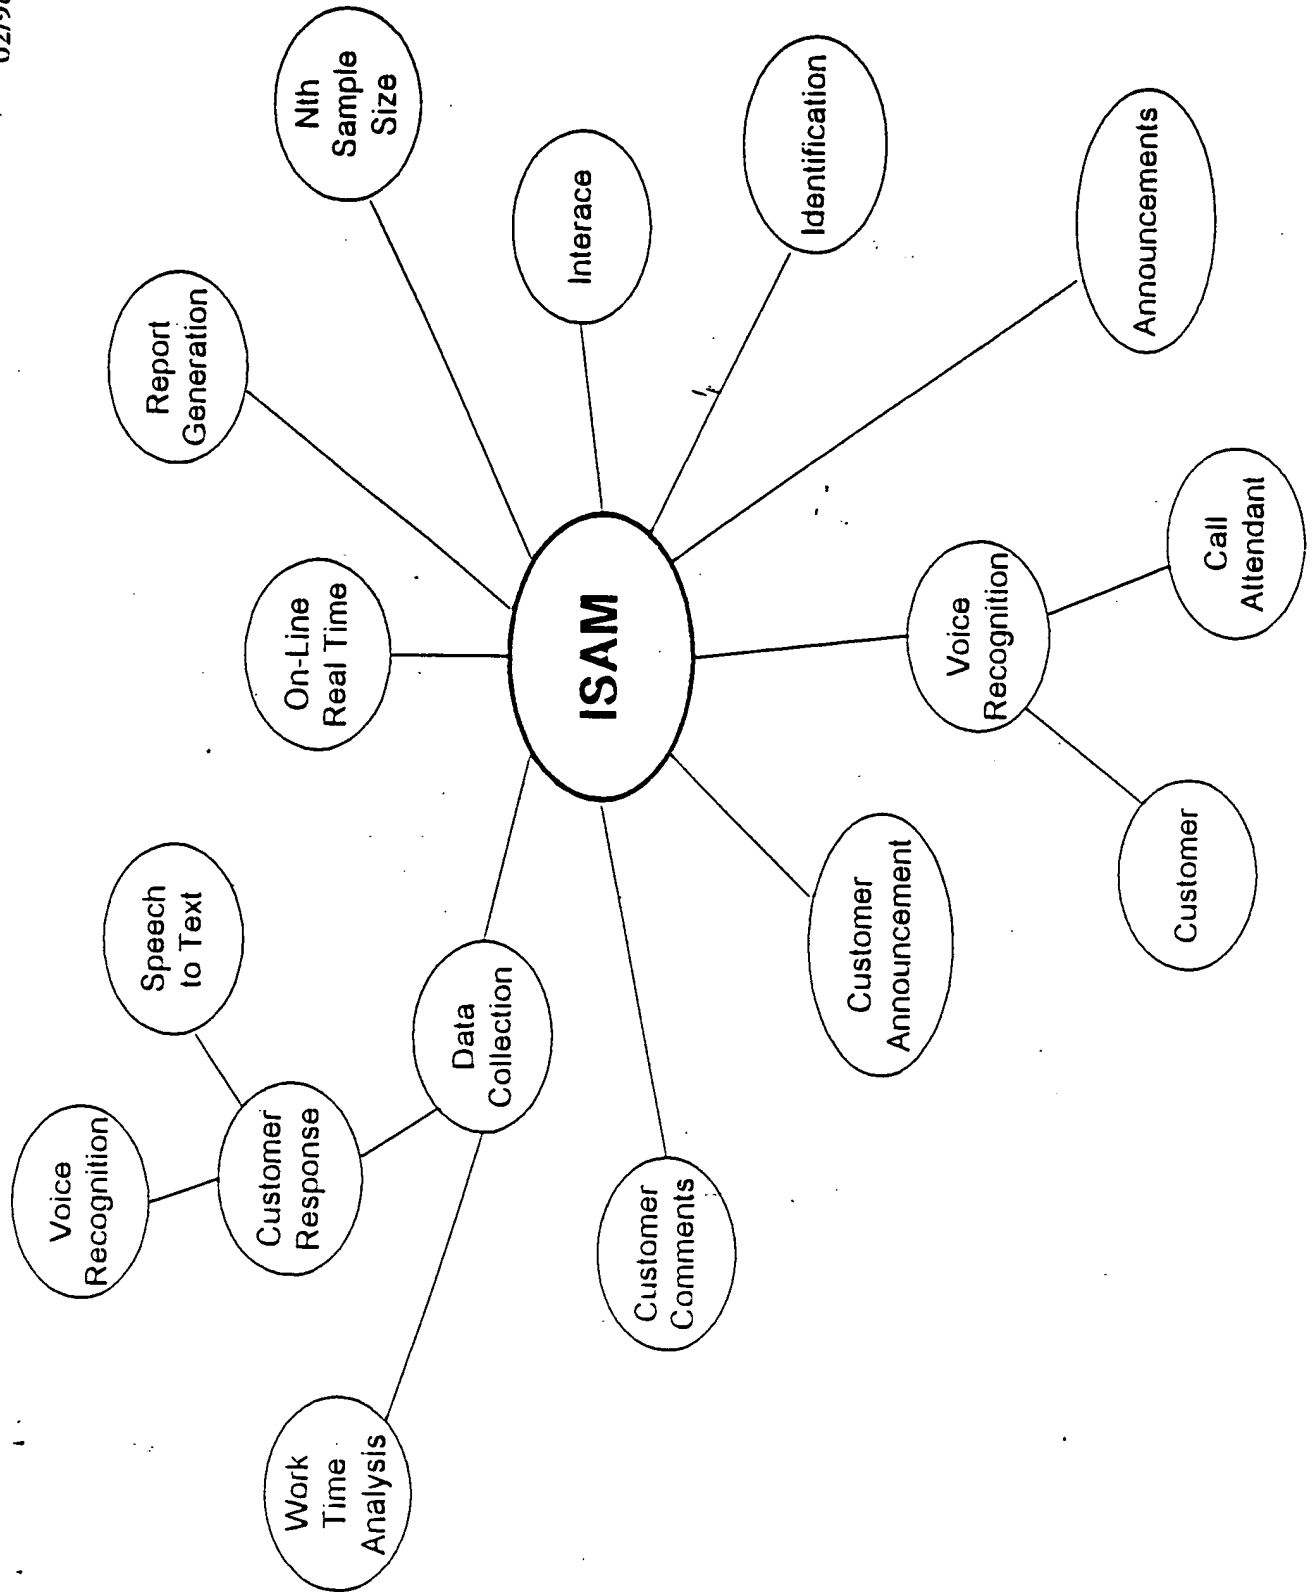 Voice
Recognition
Speech
to Text
Report
Generation
Customer
Response
On-Line
Real Time
Work
Time
Analysis
Nth
Sample
Size
Data
Collection
Interace
ISAM
Customer
Comments
Identification
Customer
Announcement
Voice
Recognition
Announcements
Customer
Call
Attendant